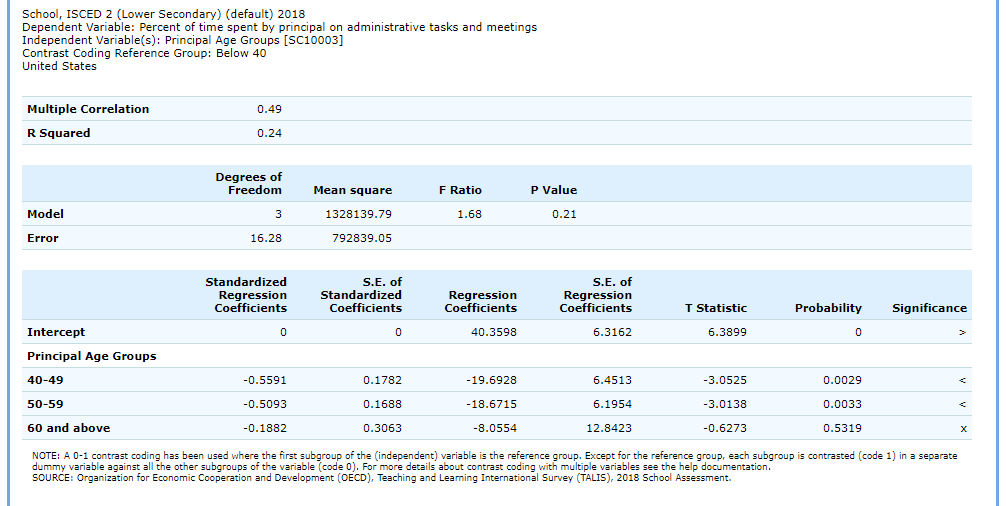 School, ISCED 2 (Lower Secondary) (default) 2018
Dependent Variable: Percent of time spent by principal on administrative tasks and meetings
Independent Variable(s): Principal Age Groups [SC10003]
Contrast Coding Reference Group: Below 40
United States
Multiple Correlation 0.49
R Squared 0.24
Degrees of
Freedom Mean square F Ratio P Value
Model 3 1328139.79 1.68 0.21
Error 16.28 792839.05
Standardized S.E. of S.E. of
Regression Standardized Regression Regression
Coefficients Coefficients Coefficients Coefficients T Statistic Probability Significance
Intercept 0 0 40.3598 6.3162 6.3899 0 >
Principal Age Groups
40-49 -0.5591 0.1782 -19.6928 6.4513 -3.0525 0.0029 <
50-59 -0.5093 0.1688 -18.6715 6.1954 -3.0138 0.0033 <
60 and above -0.1882 0.3063 -8.0554 12.8423 -0.6273 0.5319 x
NOTE: A 0-1 contrast coding has been used where the first subgroup of the (independent) variable is the reference group. Except for the reference group, each subgroup is contrasted (code 1) in a separate
dummy variable against all the other subgroups of the variable (code 0). For more details about contrast coding with multiple variables see the help documentation.
SOURCE: Organization for Economic Cooperation and Development (OECD), Teaching and Learning International Survey (TALIS), 2018 School Assessment.